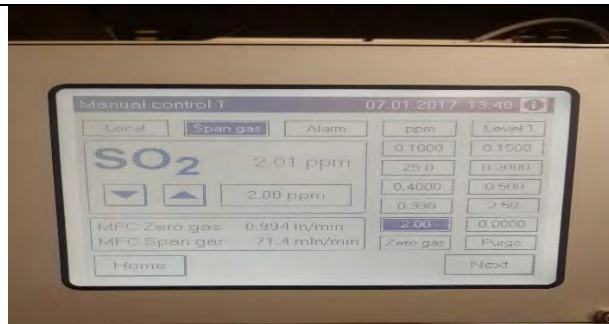 Manual control 1 07.01.2017 13:40
Local Span gas Alarm ppm Level 1
SO2 2.01 ppm
2.00 ppm
0.1000 0.1500
25.0 0.2000
0.4000 0.500
2.50
2.00 0.0000
MFC Zero gas 0.994 ln/min
MFC Span gas 71.4 mln/min
Zero gas Purge
Home Next